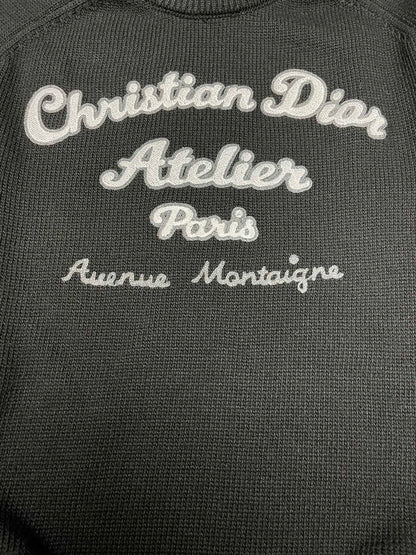 Christian Dior
Atelier
Paris
Avenue Montaigne